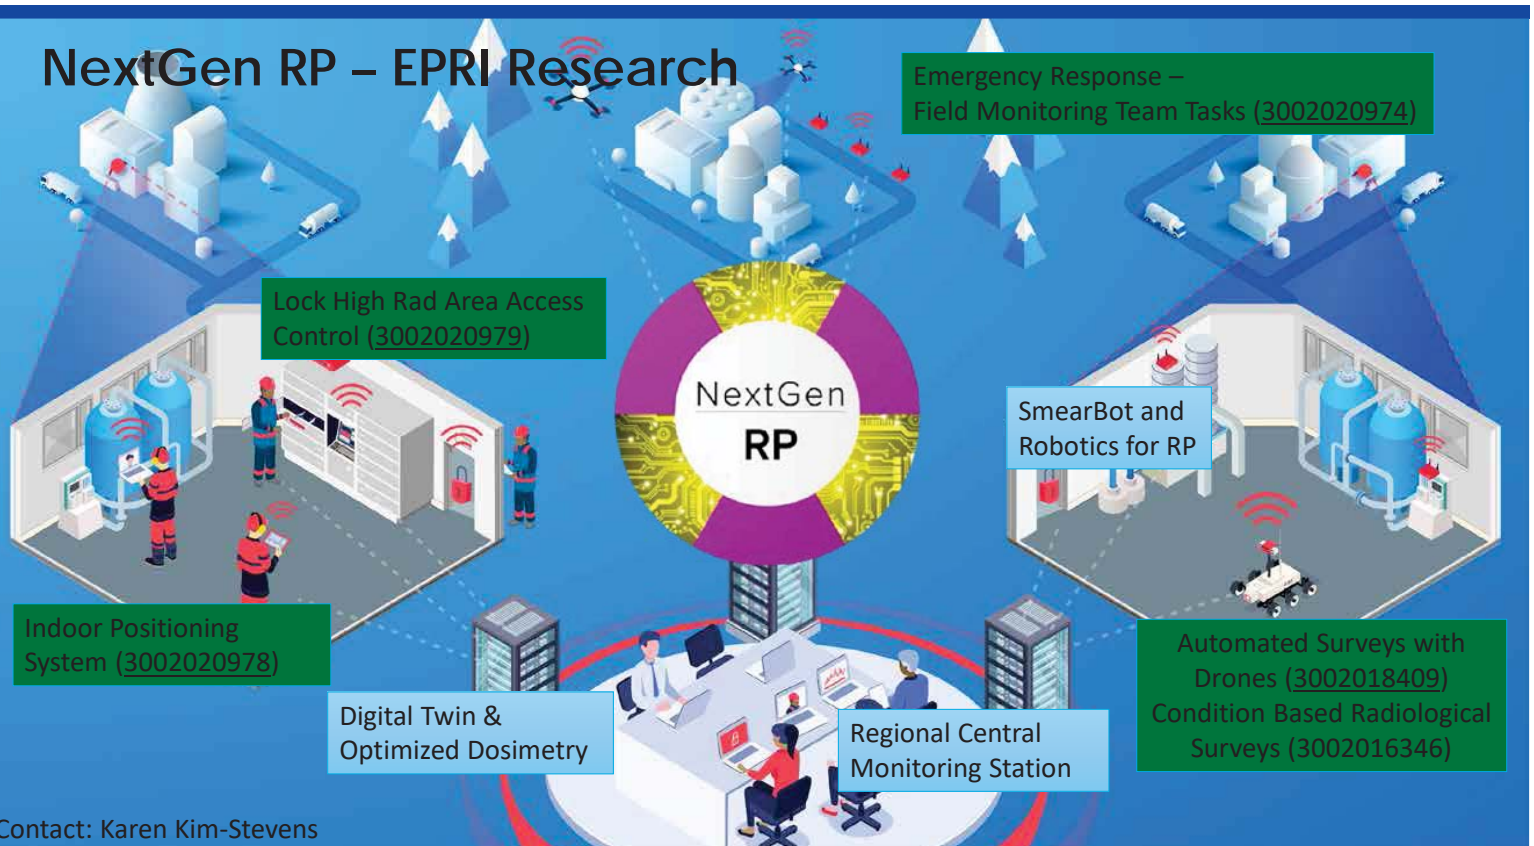 NextGen RP – EPRI Research
Emergency Response –
Field Monitoring Team Tasks (3002020974)
Lock High Rad Area Access
Control (3002020979)
NextGen
RP
SmearBot and
Robotics for RP
Indoor Positioning
System (3002020978)
Automated Surveys with
Drones (3002018409)
Condition Based Radiological
Surveys (3002016346)
Digital Twin &
Optimized Dosimetry
Regional Central
Monitoring Station
Contact: Karen Kim-Stevens